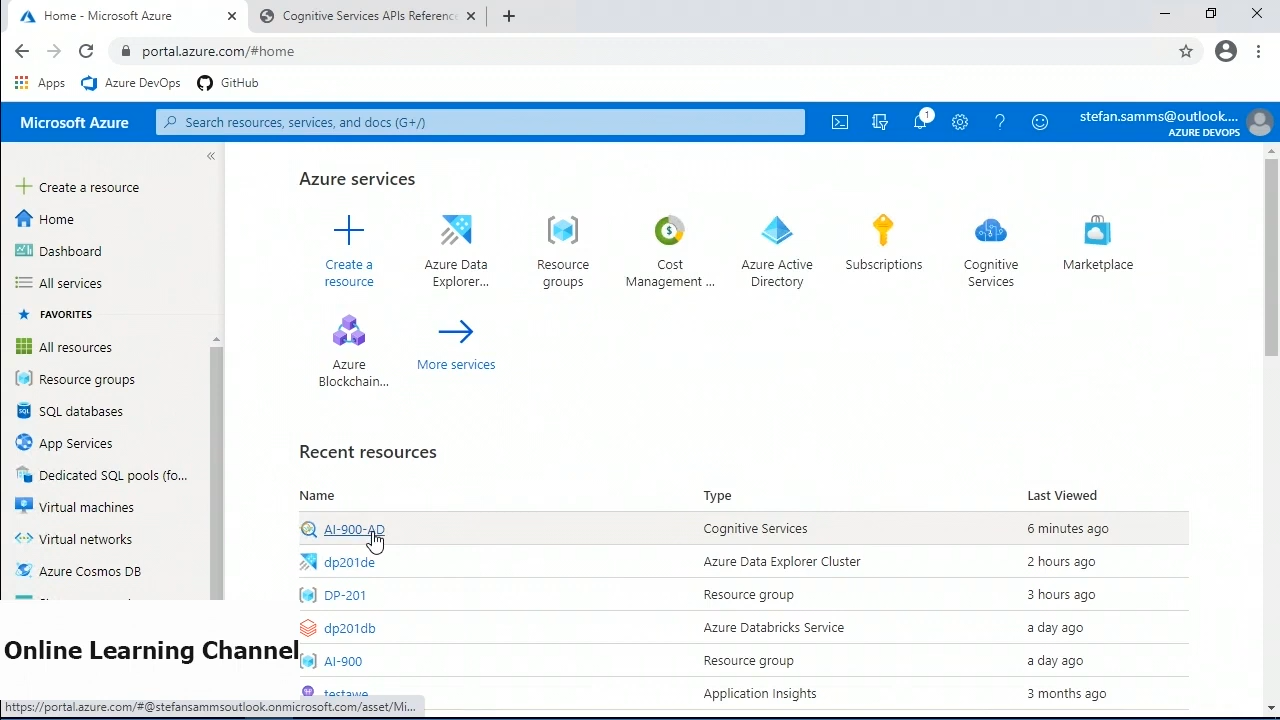 Home - Microsoft Azure
Cognitive Services APIs Reference
portal.azure.com/#home
Apps
Azure DevOps
GitHub
Microsoft Azure
Search resources, services, and docs (G+/)
1
stefan.samms@outlook....
AZURE DEVOPS
Create a resource
Home
Dashboard
All services
FAVORITES
All resources
Resource groups
SQL databases
App Services
Dedicated SQL pools (fo...
Virtual machines
Virtual networks
Azure Cosmos DB
Azure services
Create a
resource
Azure Data
Explorer...
Resource
groups
Cost
Management ...
Azure Active
Directory
Subscriptions
Cognitive
Services
Marketplace
Azure
Blockchain...
More services
Recent resources
Name Type Last Viewed
AI-900-AD Cognitive Services 6 minutes ago
dp201de Azure Data Explorer Cluster 2 hours ago
DP-201 Resource group 3 hours ago
dp201db Azure Databricks Service a day ago
AI-900 Resource group a day ago
testawe Application Insights 3 months ago
Online Learning Channel
https://portal.azure.com/#@stefansammsoutlook.onmicrosoft.com/asset/Mi...